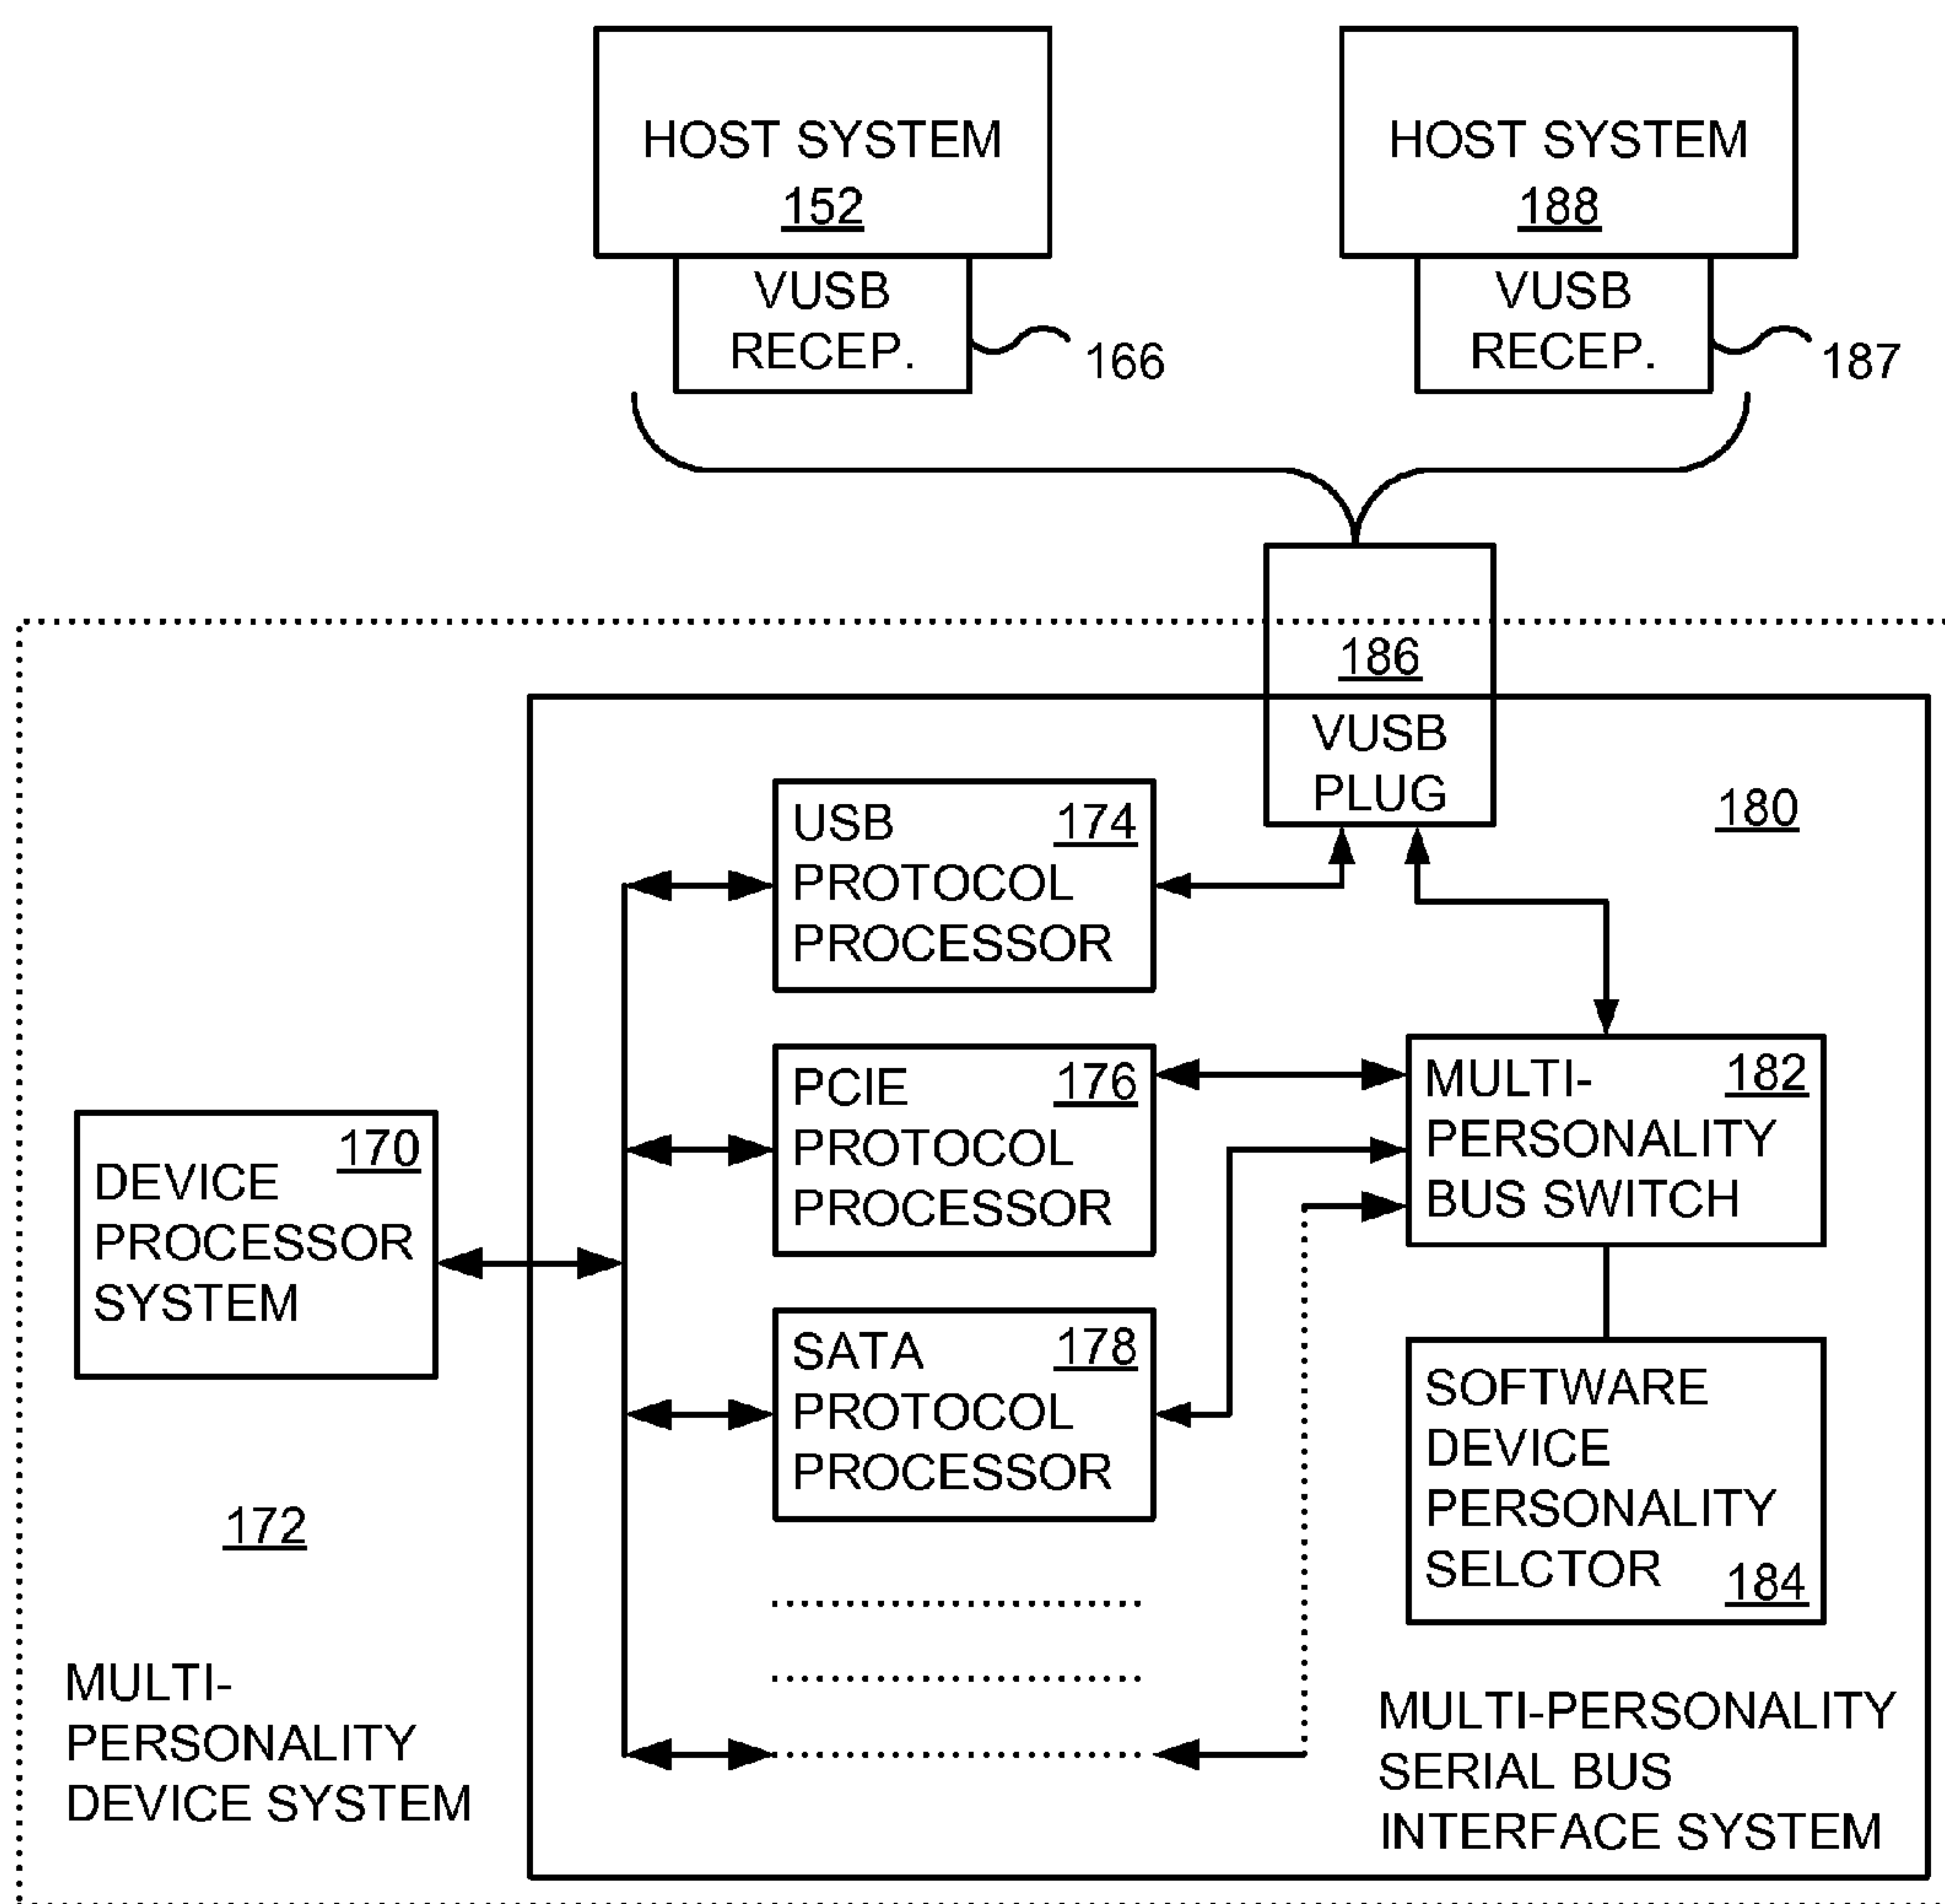 HOST SYSTEM
152
HOST SYSTEM
188
VUSB
RECEP.
166
VUSB
RECEP.
187
186
VUSB
PLUG
180
USB
174
PROTOCOL
PROCESSOR
PCIE
176
PROTOCOL
PROCESSOR
MULTI-
182
PERSONALITY
BUS SWITCH
170
DEVICE
PROCESSOR
SYSTEM
SATA
178
PROTOCOL
PROCESSOR
SOFTWARE
DEVICE
PERSONALITY
SELCTOR
184
172
MULTI-
PERSONALITY
DEVICE SYSTEM
MULTI-PERSONALITY
SERIAL BUS
INTERFACE SYSTEM